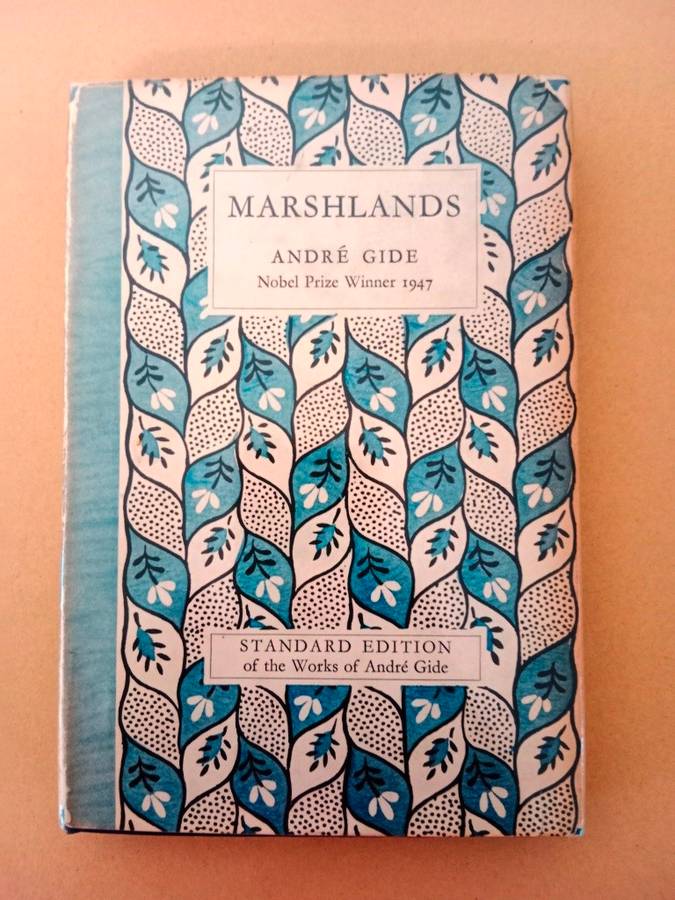 MARSHLANDS
ANDRÉ GIDE
Nobel Prize Winner 1947
STANDARD EDITION
of the Works of André Gide